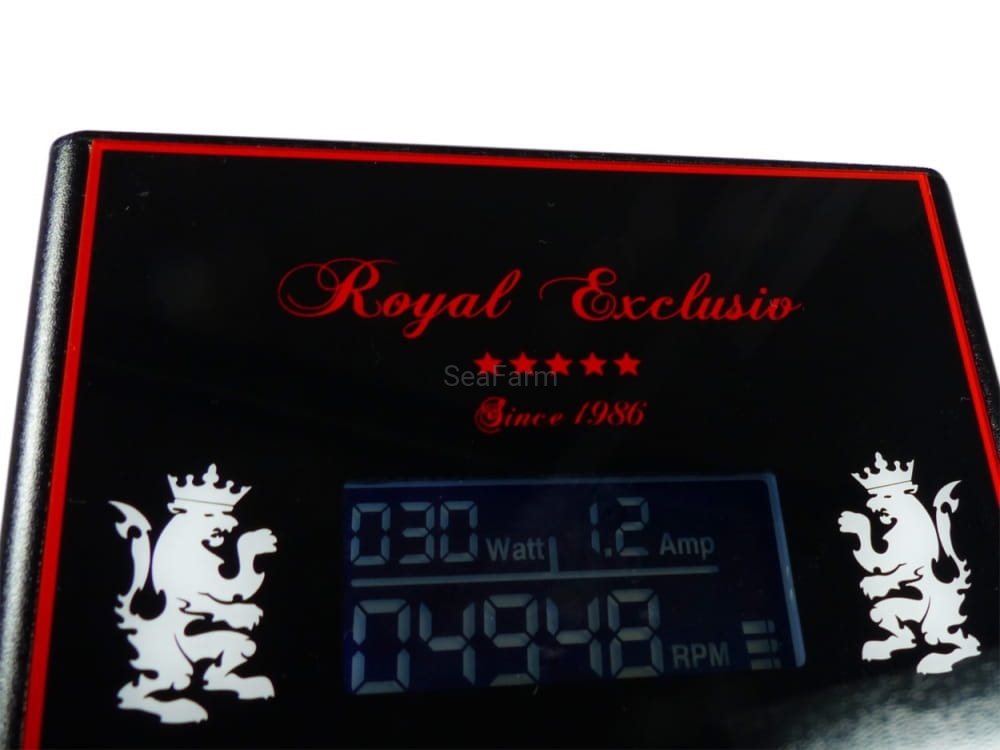 Royal Exclusiv
★★★★★
SeaFarm
Since 1986
030 Watt 1.2 Amp
04948 RPM